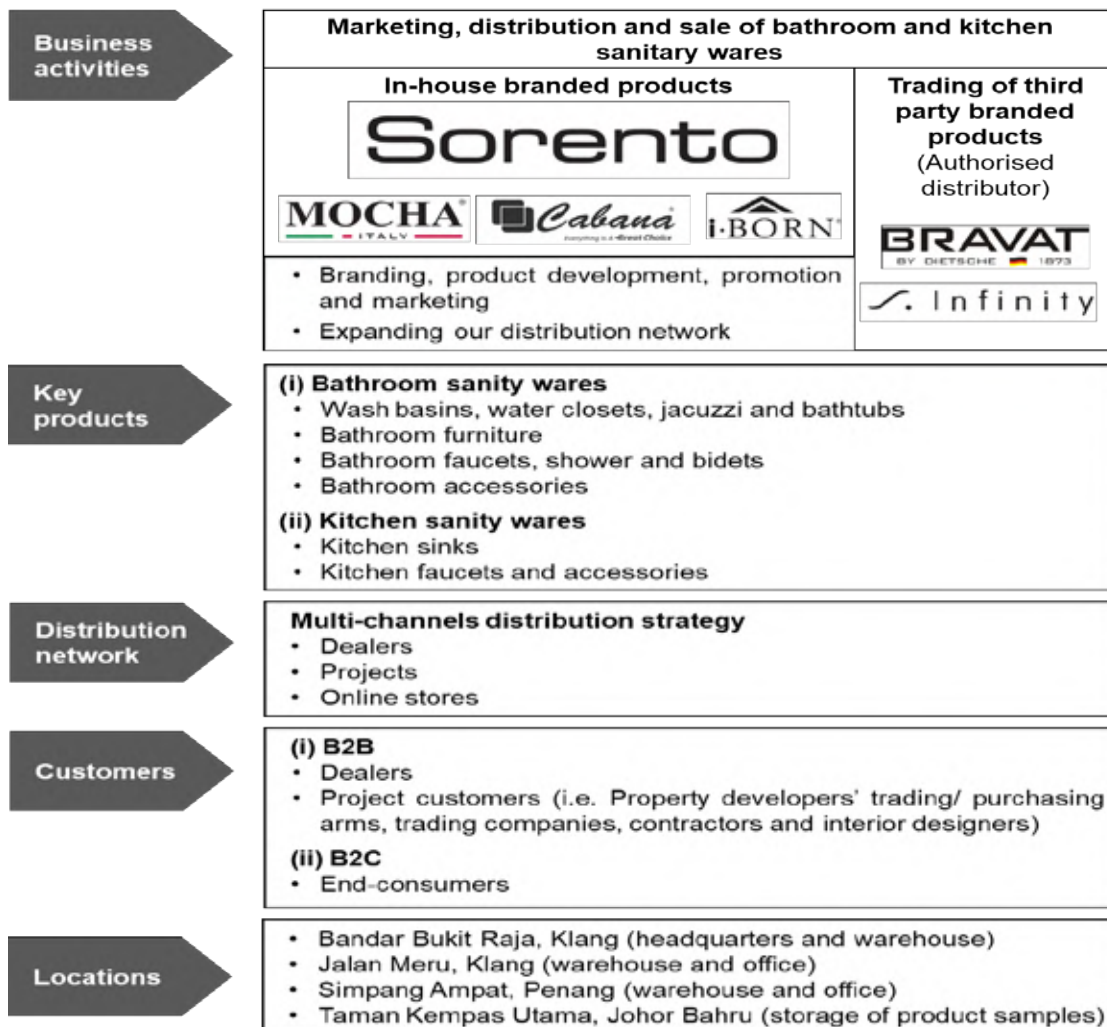 Business
activities
Marketing, distribution and sale of bathroom and kitchen
sanitary wares
In-house branded products
Sorento
MOCHA®
ITALY
Cabana®
Everything is a Great Choice
i·BORN
• Branding, product development, promotion
and marketing
• Expanding our distribution network
Trading of third
party branded
products
(Authorised
distributor)
BRAVAT
BY DIETSCHE 1873
S. Infinity
Key
products
(i) Bathroom sanity wares
• Wash basins, water closets, jacuzzi and bathtubs
• Bathroom furniture
• Bathroom faucets, shower and bidets
• Bathroom accessories
(ii) Kitchen sanity wares
• Kitchen sinks
• Kitchen faucets and accessories
Distribution
network
Multi-channels distribution strategy
• Dealers
• Projects
• Online stores
Customers
(i) B2B
• Dealers
• Project customers (i.e. Property developers' trading/ purchasing
arms, trading companies, contractors and interior designers)
(ii) B2C
• End-consumers
Locations
• Bandar Bukit Raja, Klang (headquarters and warehouse)
• Jalan Meru, Klang (warehouse and office)
• Simpang Ampat, Penang (warehouse and office)
• Taman Kempas Utama, Johor Bahru (storage of product samples)